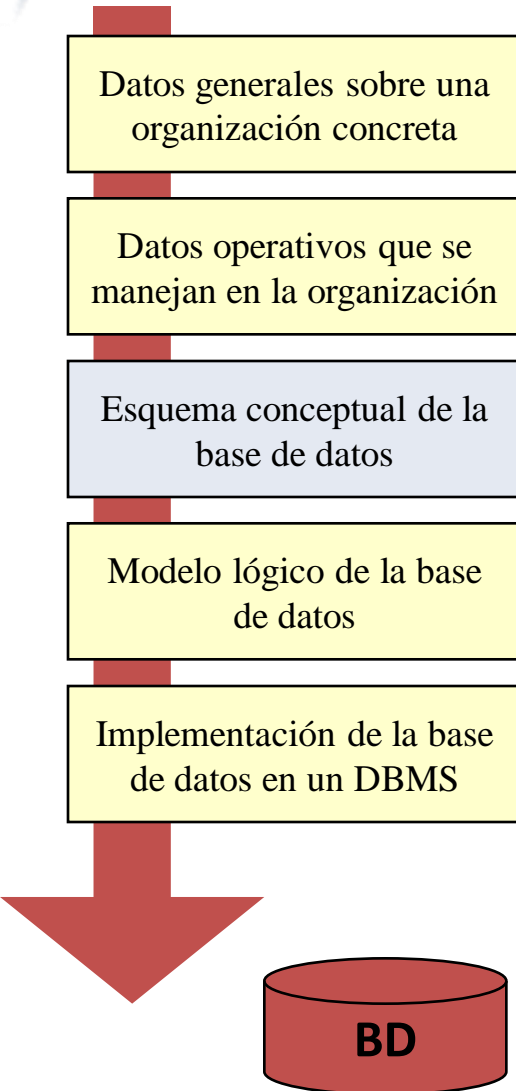 Datos generales sobre una
organización concreta
Datos operativos que se
manejan en la organización
Esquema conceptual de la
base de datos
Modelo lógico de la base
de datos
Implementación de la base
de datos en un DBMS
BD